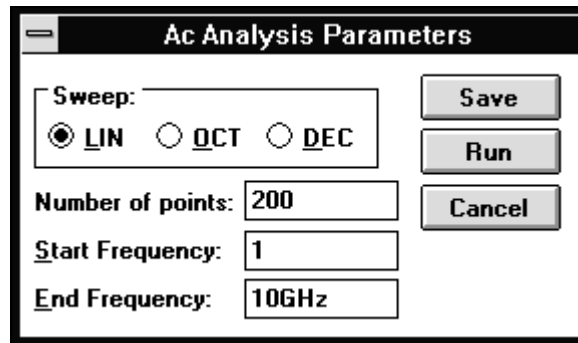 Ac Analysis Parameters
Sweep:
LIN OCT DEC
Save
Run
Number of points: 200
Cancel
Start Frequency: 1
End Frequency: 10GHz